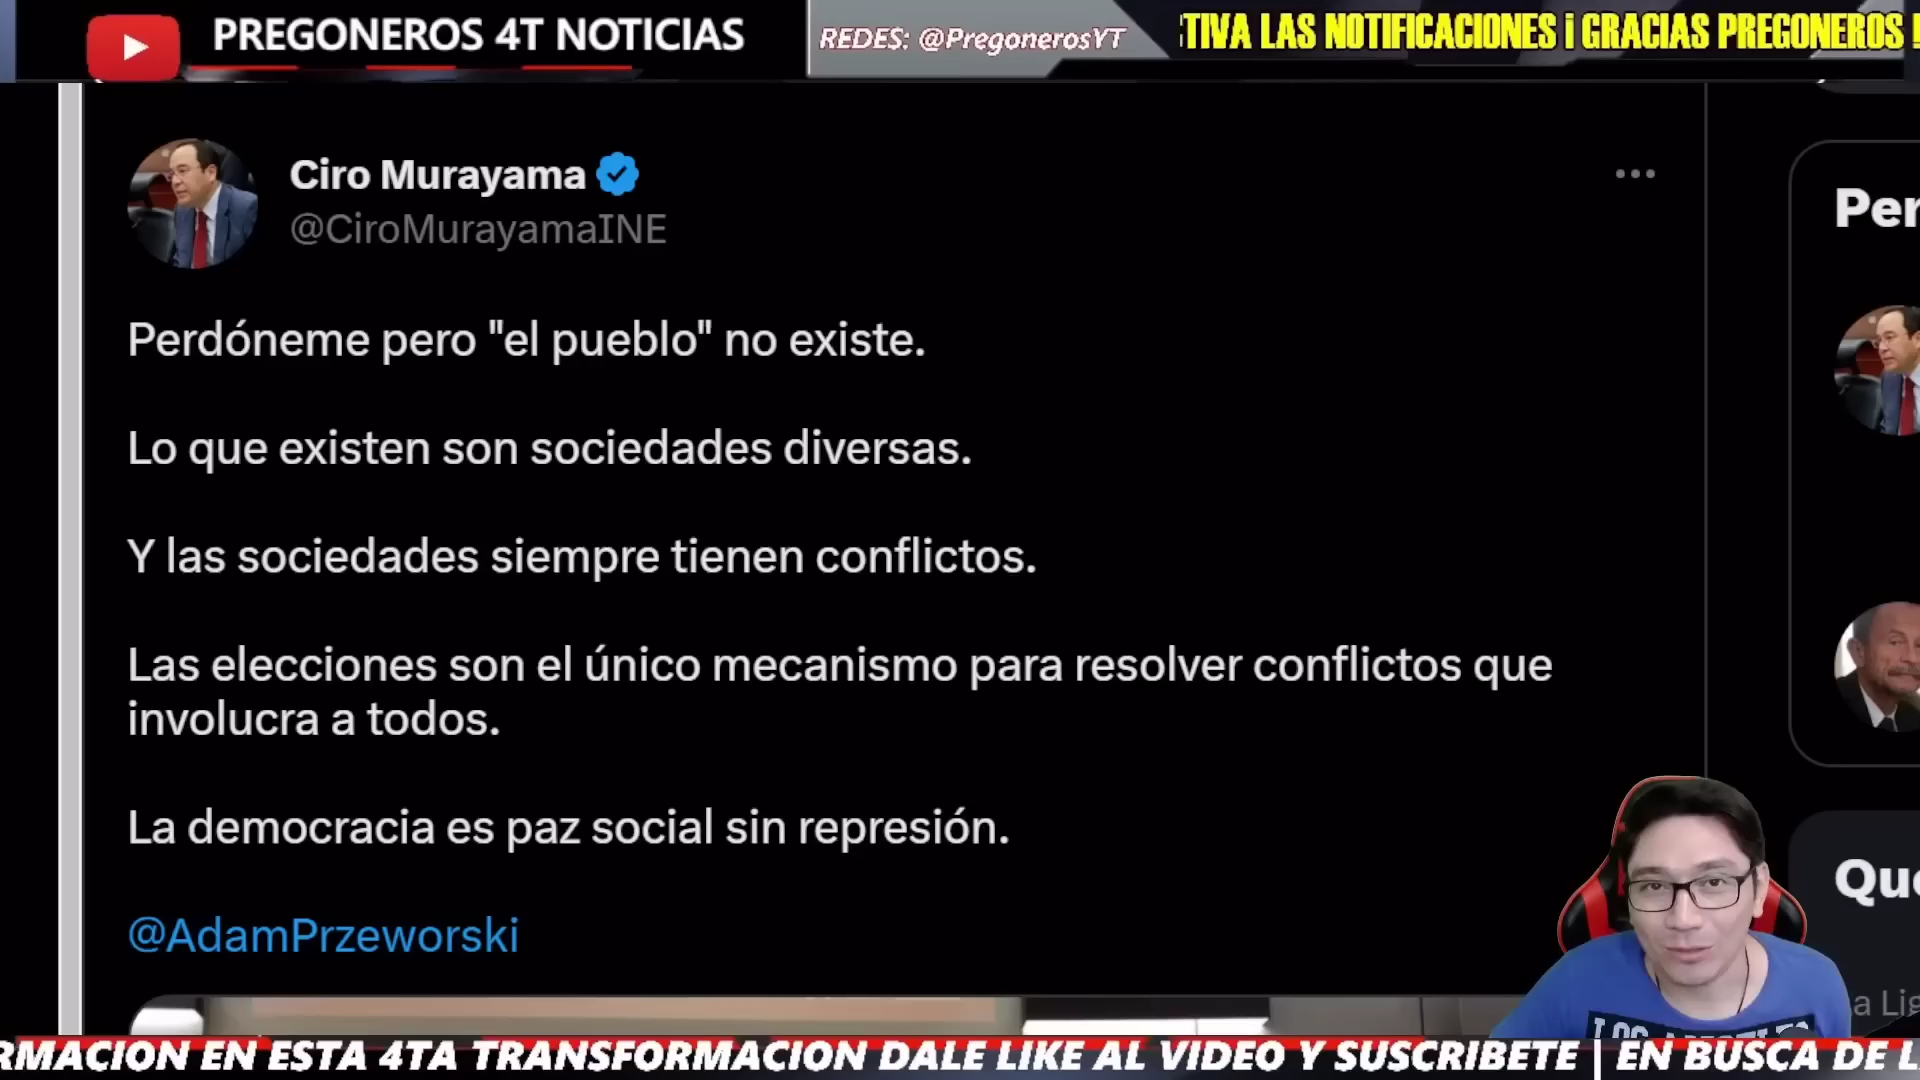 PREGONEROS 4T NOTICIAS
REDES: @PregonerosYT
TIVA LAS NOTIFICACIONES ¡ GRACIAS PREGONEROS !
Ciro Murayama
@CiroMurayamaINE
Perdóneme pero "el pueblo" no existe.
Lo que existen son sociedades diversas.
Y las sociedades siempre tienen conflictos.
Las elecciones son el único mecanismo para resolver conflictos que
involucra a todos.
La democracia es paz social sin represión.
@AdamPrzeworski
Per
Que
a Lig
RMACION EN ESTA 4TA TRANSFORMACION DALE LIKE AL VIDEO Y SUSCRIBETE | EN BUSCA DE L